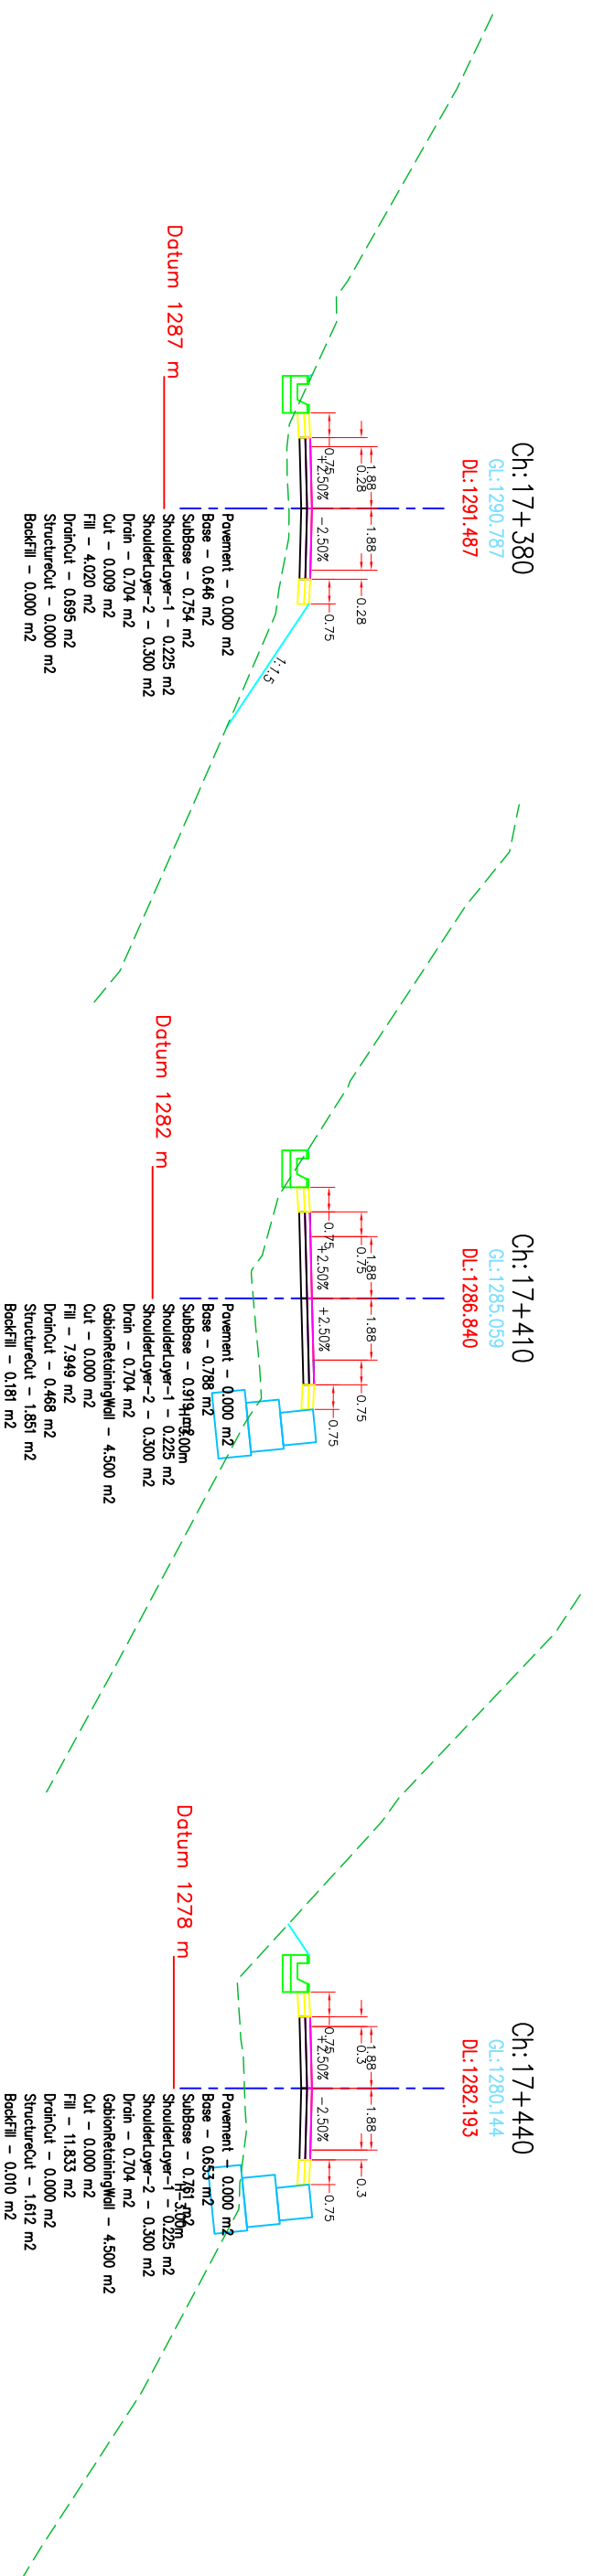 Ch:17+380
GL:1290.787
DL:1291.487
1.88
1.88
0.28
0.28
0.75
0.75
+2.50%
-2.50%
1:1.5
Datum 1287 m
Pavement - 0.000 m2
Base - 0.646 m2
SubBase - 0.754 m2
ShoulderLayer-1 - 0.225 m2
ShoulderLayer-2 - 0.300 m2
Drain - 0.704 m2
Cut - 0.009 m2
Fill - 4.020 m2
DrainCut - 0.695 m2
StructureCut - 0.000 m2
BackFill - 0.000 m2
Ch:17+410
GL:1285.059
DL:1286.840
1.88
1.88
0.75
0.75
0.75
0.75
+2.50%
+2.50%
H=3.00m
Datum 1282 m
Pavement - 0.000 m2
Base - 0.788 m2
SubBase - 0.919 m2
ShoulderLayer-1 - 0.225 m2
ShoulderLayer-2 - 0.300 m2
Drain - 0.704 m2
GabionRetainingWall - 4.500 m2
Cut - 0.000 m2
Fill - 7.949 m2
DrainCut - 0.468 m2
StructureCut - 1.851 m2
BackFill - 0.181 m2
Ch:17+440
GL:1280.144
DL:1282.193
1.88
1.88
0.3
0.3
0.75
0.75
+2.50%
-2.50%
H=3.00m
Datum 1278 m
Pavement - 0.000 m2
Base - 0.653 m2
SubBase - 0.761 m2
ShoulderLayer-1 - 0.225 m2
ShoulderLayer-2 - 0.300 m2
Drain - 0.704 m2
GabionRetainingWall - 4.500 m2
Cut - 0.000 m2
Fill - 11.833 m2
DrainCut - 0.000 m2
StructureCut - 1.612 m2
BackFill - 0.010 m2